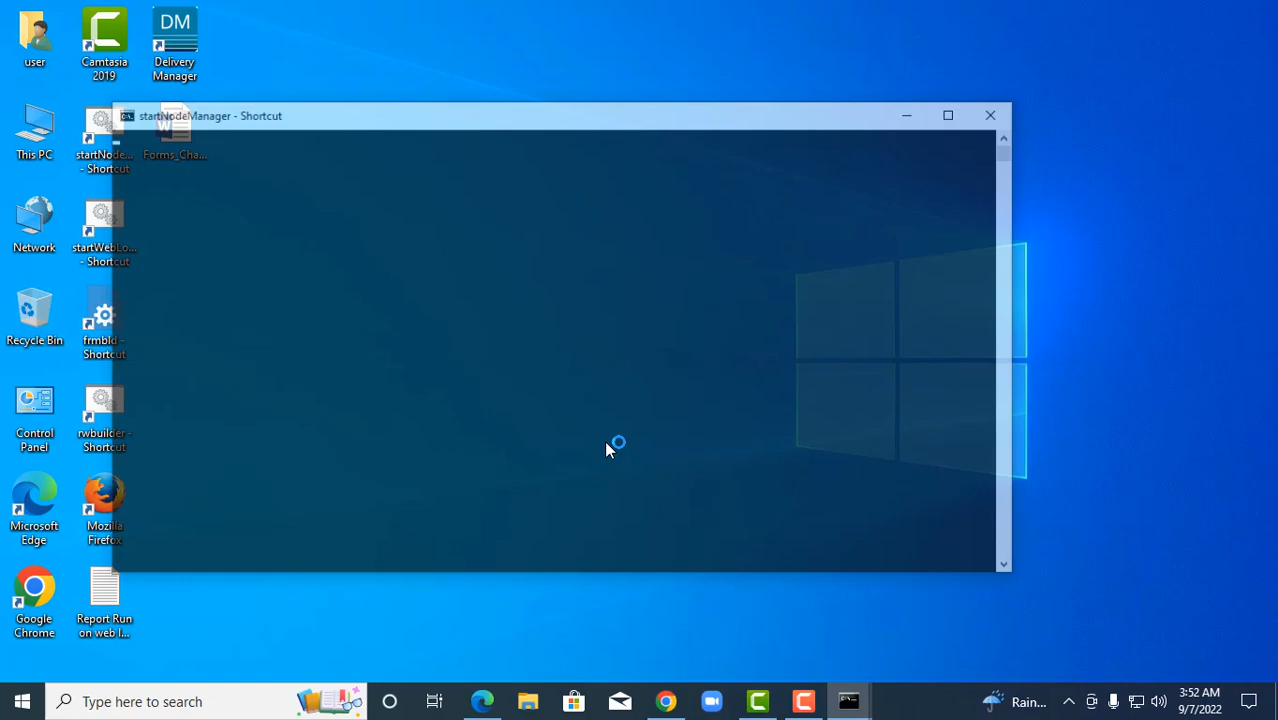 user
Camtasia
2019
DM
Delivery
Manager
startNodeManager - Shortcut
This PC
startNode...
- Shortcut
Forms_Cha...
Network
startWebLo...
- Shortcut
Recycle Bin
frmbld -
Shortcut
Control
Panel
rwbuilder -
Shortcut
Microsoft
Edge
Mozilla
Firefox
Google
Chrome
Report Run
on web l...
Type here to search
Rain...
3:52 AM
9/7/2022